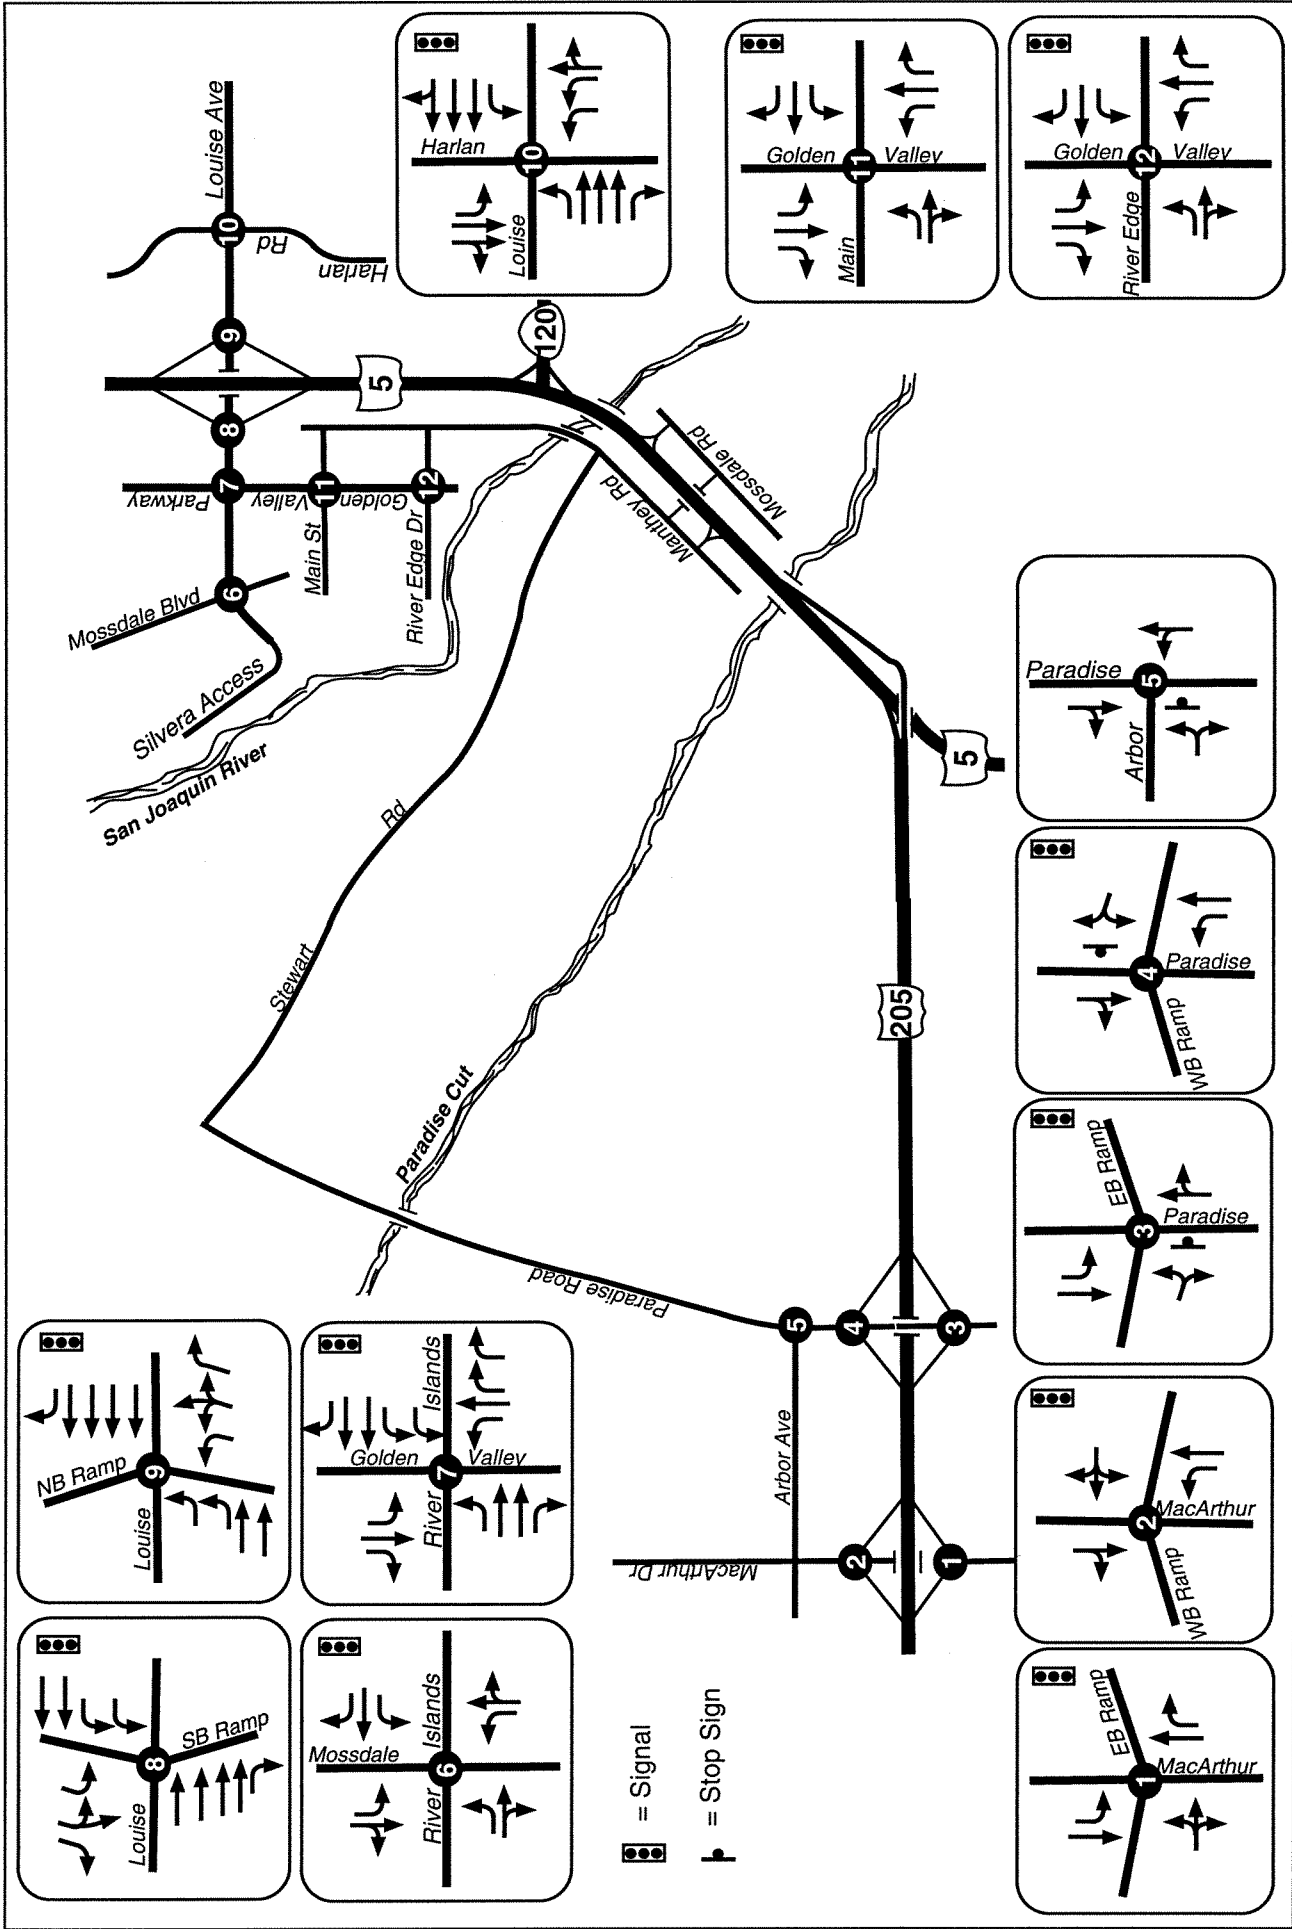 Louise Ave
10
Rd
Harlan
9
5
120
8
7
Parkway
Valley
11
Golden
12
Main St
River Edge Dr
6
Mossdale Blvd
Silvera Access
San Joaquin River
Manthey Rd
Mossdale Rd
Stewart
Rd
Paradise Cut
Paradise Road
5
205
5
4
3
Arbor Ave
MacArthur Dr
2
1
Harlan
10
Louise
Golden
Valley
11
Main
Golden
Valley
12
River Edge
Paradise
5
Arbor
4
Paradise
WB Ramp
EB Ramp
3
Paradise
2
MacArthur
WB Ramp
EB Ramp
1
MacArthur
NB Ramp
9
Louise
Islands
Golden
Valley
7
River
SB Ramp
8
Louise
Islands
Mossdale
6
River
= Signal
= Stop Sign